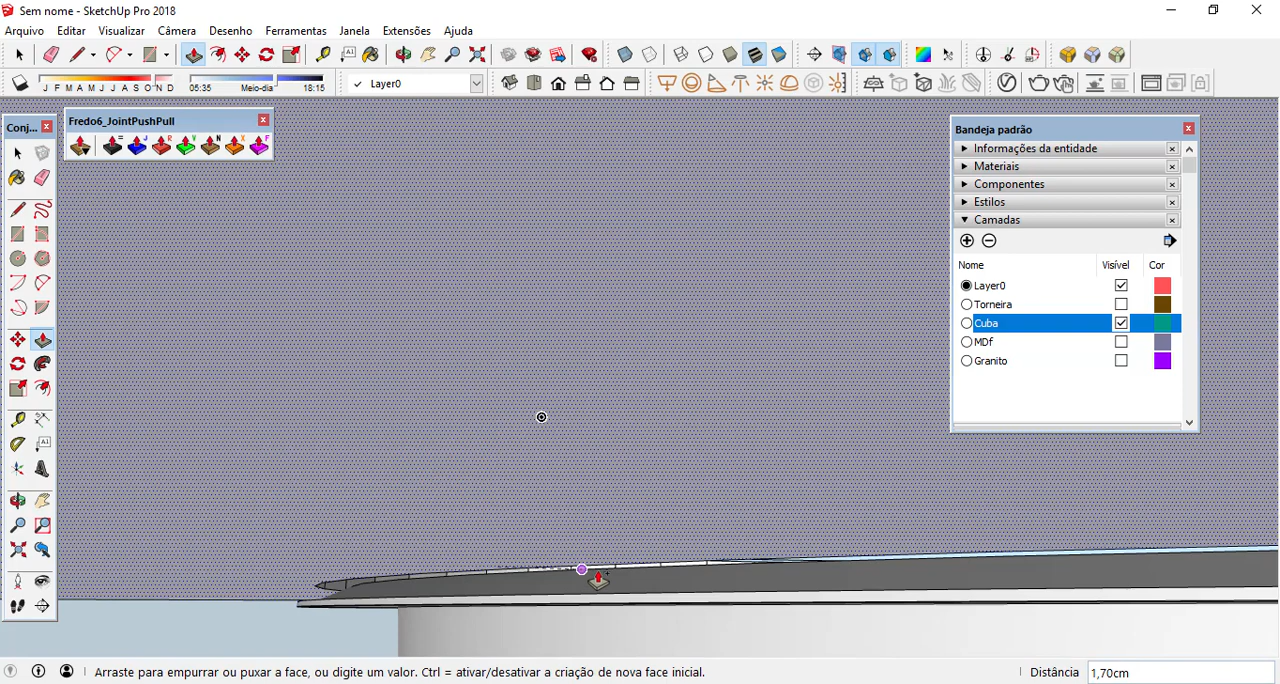 Sem nome - SketchUp Pro 2018
Arquivo Editar Visualizar Câmera Desenho Ferramentas Janela Extensões Ajuda
J F M A M J J A S O N D 05:35 Meio-dia 18:15 Layer0
Conj...
Fredo6_JointPushPull
Bandeja padrão
Informações da entidade
Materiais
Componentes
Estilos
Camadas
Nome Visível Cor
Layer0
Torneira
Cuba
MDf
Granito
Arraste para empurrar ou puxar a face, ou digite um valor. Ctrl = ativar/desativar a criação de nova face inicial. Distância 1,70cm